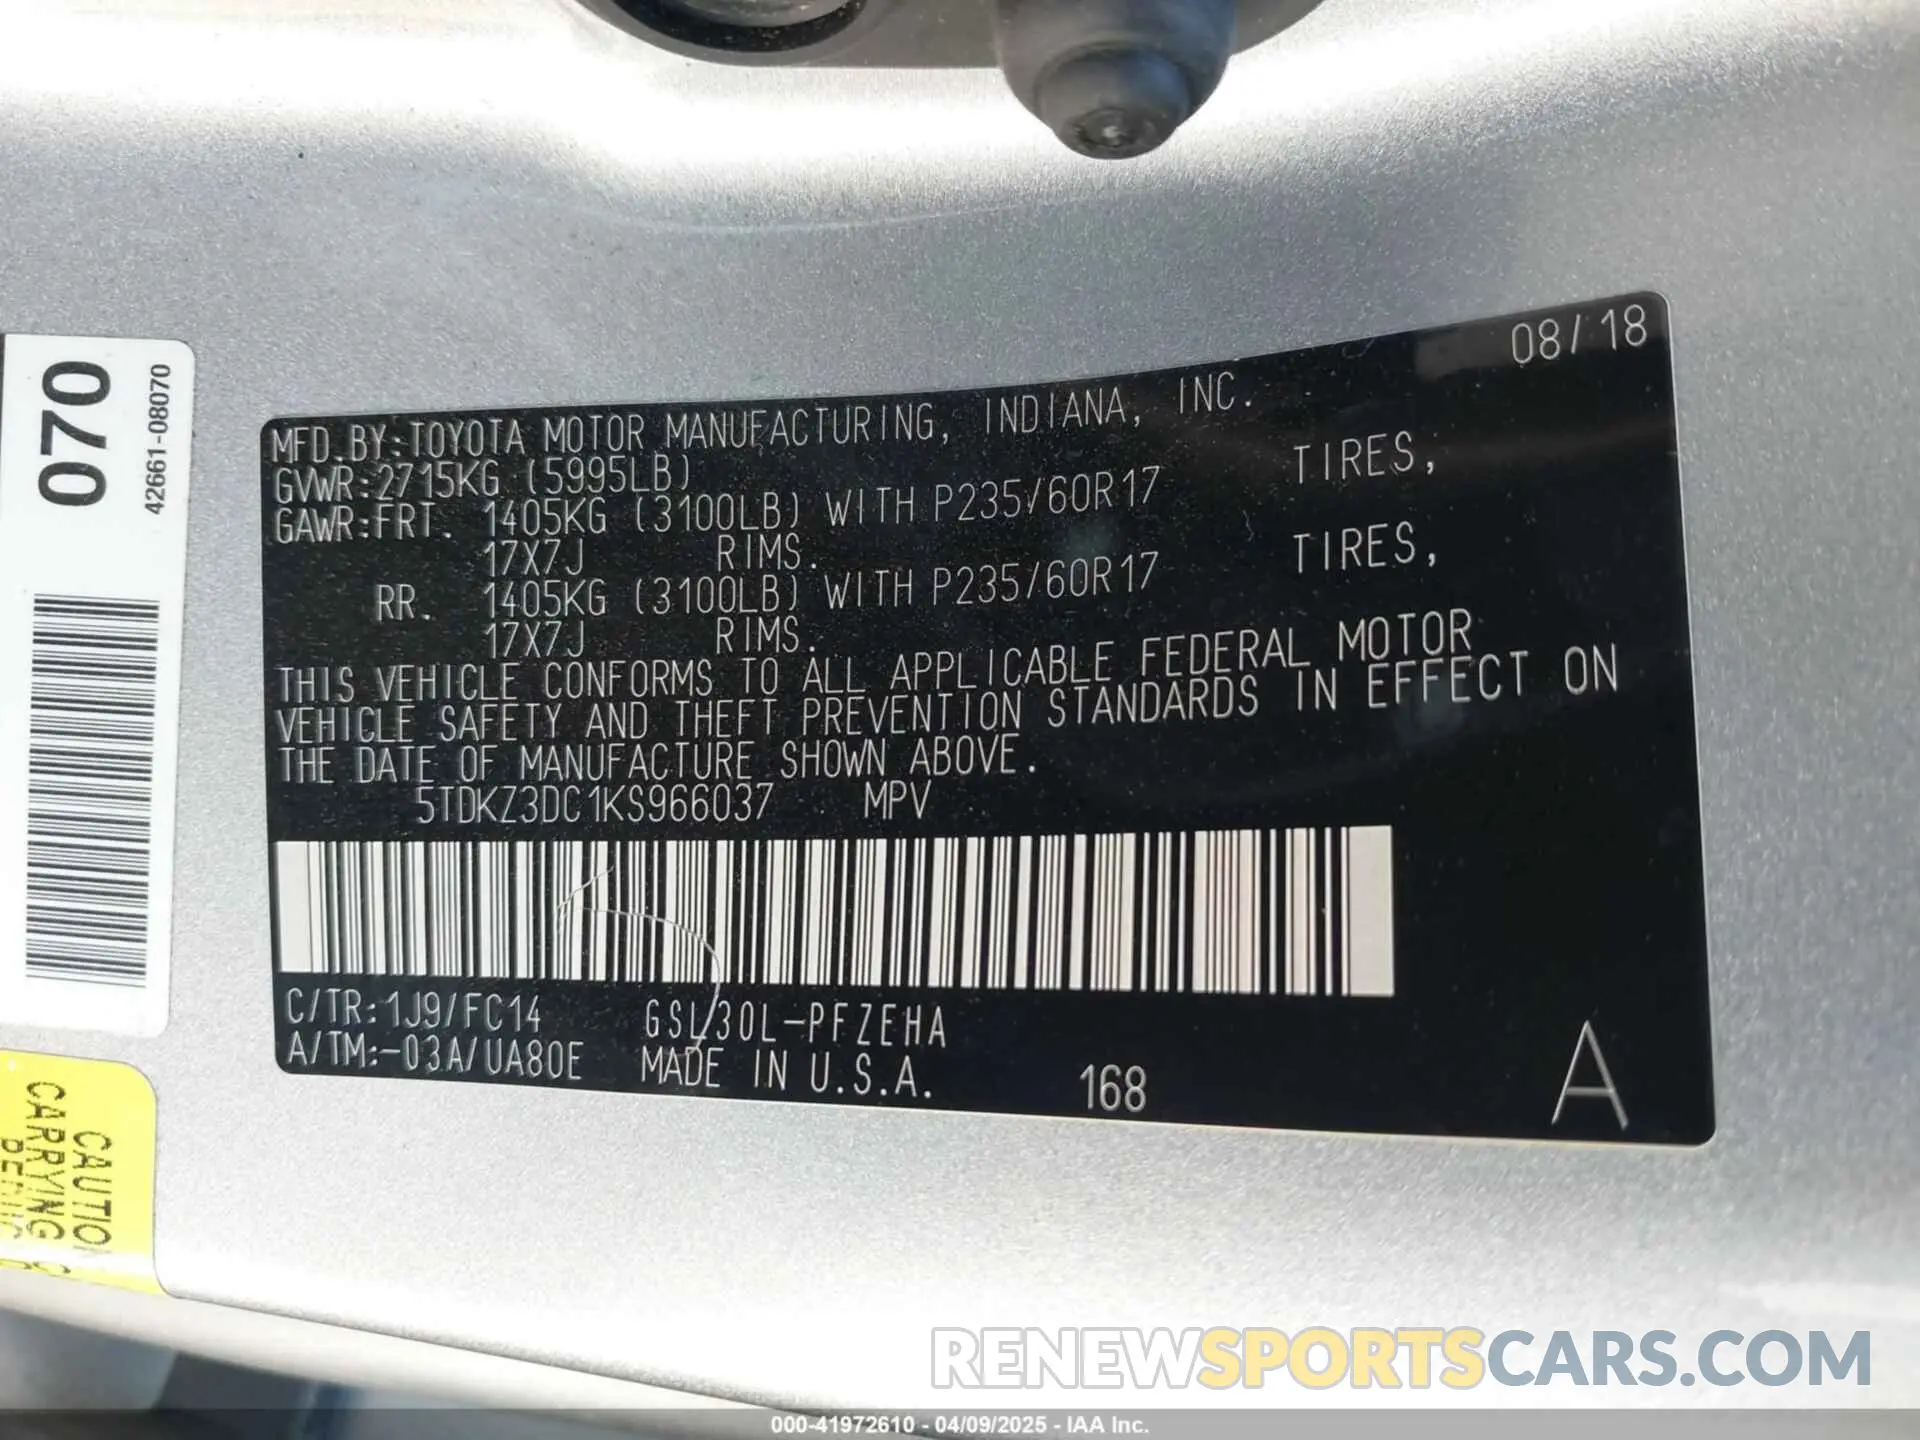 08/18
MFD.BY:TOYOTA MOTOR MANUFACTURING, INDIANA, INC.
GVWR:2715KG (5995LB)
GAWR:FRT. 1405KG (3100LB) WITH P235/60R17 TIRES,
17X7J RIMS.
RR. 1405KG (3100LB) WITH P235/60R17 TIRES,
17X7J RIMS.
THIS VEHICLE CONFORMS TO ALL APPLICABLE FEDERAL MOTOR
VEHICLE SAFETY AND THEFT PREVENTION STANDARDS IN EFFECT ON
THE DATE OF MANUFACTURE SHOWN ABOVE.
5TDKZ3DC1KS966037 MPV
C/TR:1J9/FC14 GSL30L-PFZEHA
A/TM:-03A/UA80E MADE IN U.S.A. 168 A
070
42661-08070
CAUTION
CARRYING
RENEWSPORTSCARS.COM
000-41972610 - 04/09/2025 - IAA Inc.